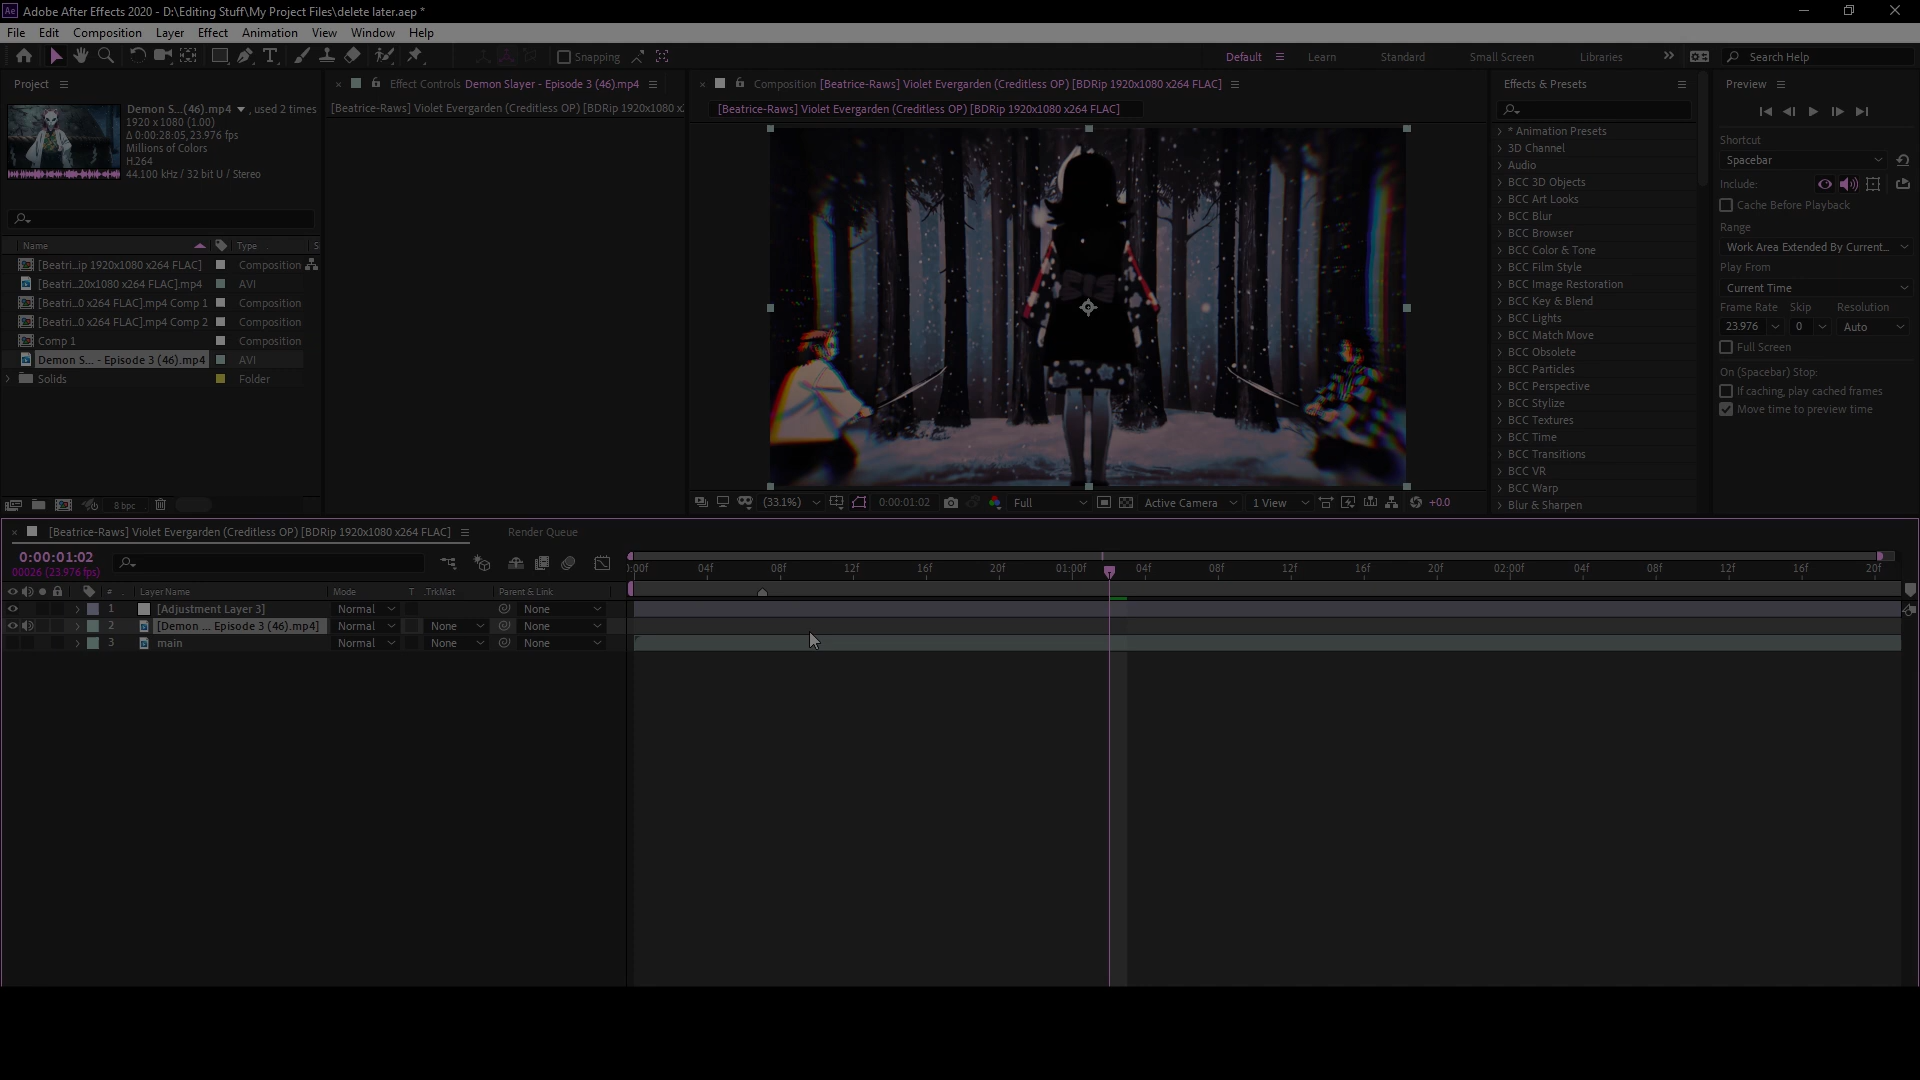 Ae Adobe After Effects 2020 - D:\Editing Stuff\My Project Files\delete later.aep *
File Edit Composition Layer Effect Animation View Window Help
Snapping
Default Learn Standard Small Screen Libraries Search Help
Project
Demon S...(46).mp4 , used 2 times
1920 x 1080 (1.00)
Δ 0:00:28:05, 23.976 fps
Millions of Colors
H.264
44.100 kHz / 32 bit U / Stereo
Name Type S
[Beatri..ip 1920x1080 x264 FLAC] Composition
[Beatri...20x1080 x264 FLAC].mp4 AVI
[Beatri...0 x264 FLAC].mp4 Comp 1 Composition
[Beatri...0 x264 FLAC].mp4 Comp 2 Composition
Comp 1 Composition
Demon S... - Episode 3 (46).mp4 AVI
Solids Folder
8 bpc
Effect Controls Demon Slayer - Episode 3 (46).mp4
[Beatrice-Raws] Violet Evergarden (Creditless OP) [BDRip 1920x1080 x2
Composition [Beatrice-Raws] Violet Evergarden (Creditless OP) [BDRip 1920x1080 x264 FLAC]
[Beatrice-Raws] Violet Evergarden (Creditless OP) [BDRip 1920x1080 x264 FLAC]
(33.1%) 0:00:01:02 Full Active Camera 1 View +0.0
Effects & Presets
* Animation Presets
3D Channel
Audio
BCC 3D Objects
BCC Art Looks
BCC Blur
BCC Browser
BCC Color & Tone
BCC Film Style
BCC Image Restoration
BCC Key & Blend
BCC Lights
BCC Match Move
BCC Obsolete
BCC Particles
BCC Perspective
BCC Stylize
BCC Textures
BCC Time
BCC Transitions
BCC VR
BCC Warp
Blur & Sharpen
Preview
Shortcut
Spacebar
Include:
Cache Before Playback
Range
Work Area Extended By Current...
Play From
Current Time
Frame Rate Skip Resolution
23.976 0 Auto
Full Screen
On (Spacebar) Stop:
If caching, play cached frames
Move time to preview time
[Beatrice-Raws] Violet Evergarden (Creditless OP) [BDRip 1920x1080 x264 FLAC] Render Queue
0:00:01:02
00026 (23.976 fps)
# Layer Name Mode T .TrkMat Parent & Link
1 [Adjustment Layer 3] Normal None
2 [Demon ... Episode 3 (46).mp4] Normal None None
3 main Normal None None
):00f 04f 08f 12f 16f 20f 01:00f 04f 08f 12f 16f 20f 02:00f 04f 08f 12f 16f 20f